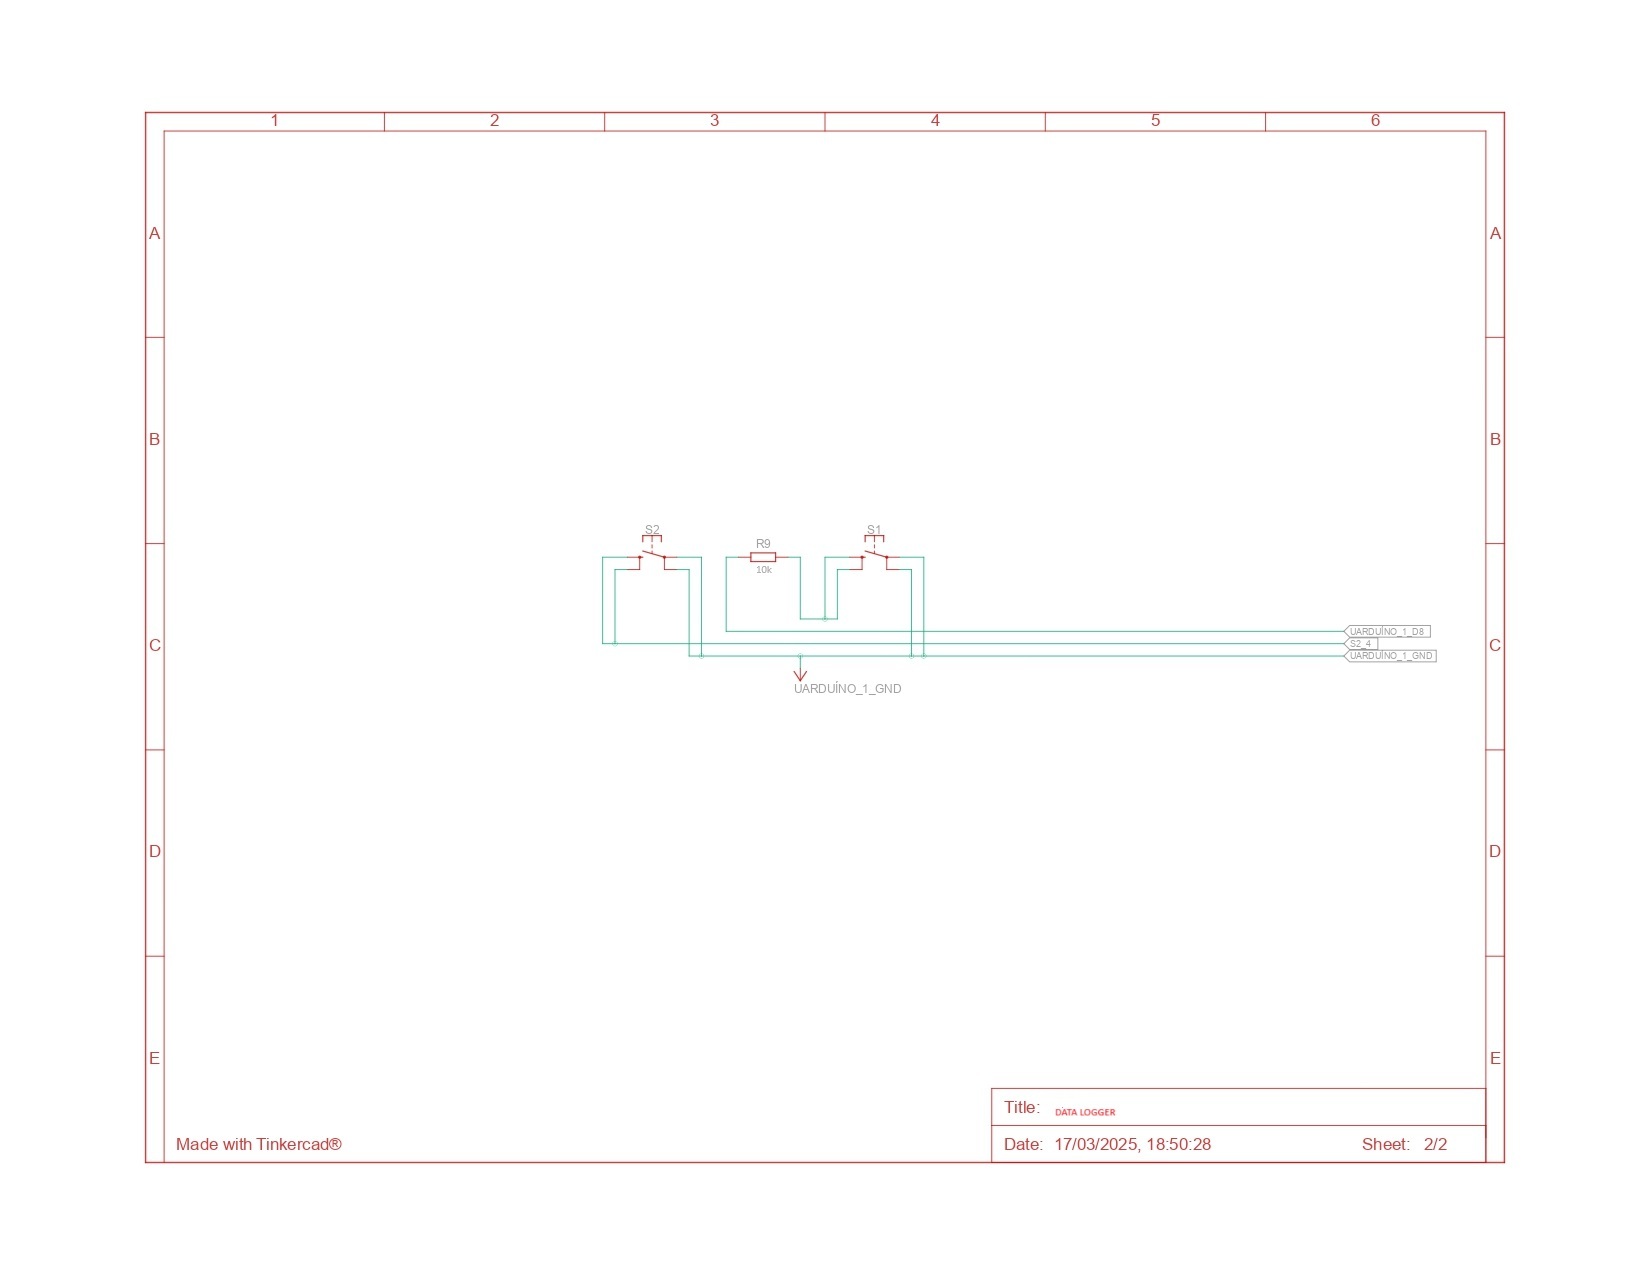 1 2 3 4 5 6
A A
B B
S2 S1
R9
10k
UARDUİNO_1_D8
C S2_4 C
UARDUİNO_1_GND
UARDUİNO_1_GND
D D
E E
Title: DATA LOGGER
Made with Tinkercad® Date: 17/03/2025, 18:50:28 Sheet: 2/2